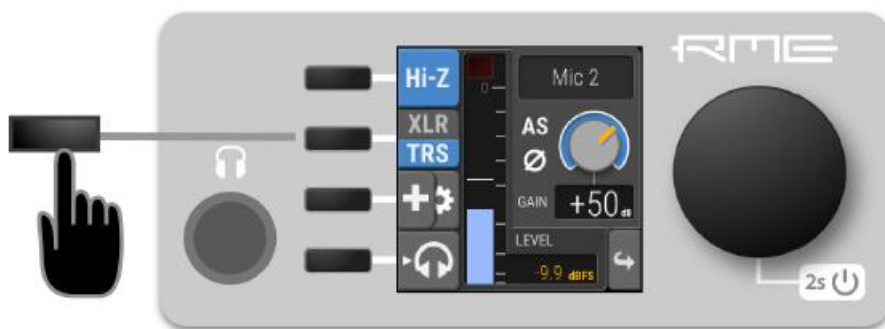 RME
Hi-Z
Mic 2
0
XLR
TRS
AS
GAIN
+50 dB
LEVEL
-9.9 dBFS
2s